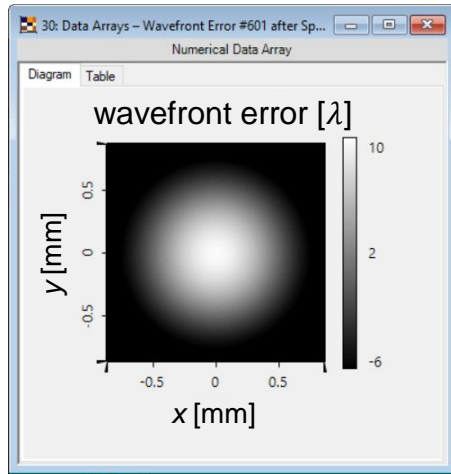 30: Data Arrays – Wavefront Error #601 after Sp...
Numerical Data Array
Diagram Table
wavefront error [λ]
10
2
-6
y [mm]
0.5
0
-0.5
-0.5 0 0.5
x [mm]